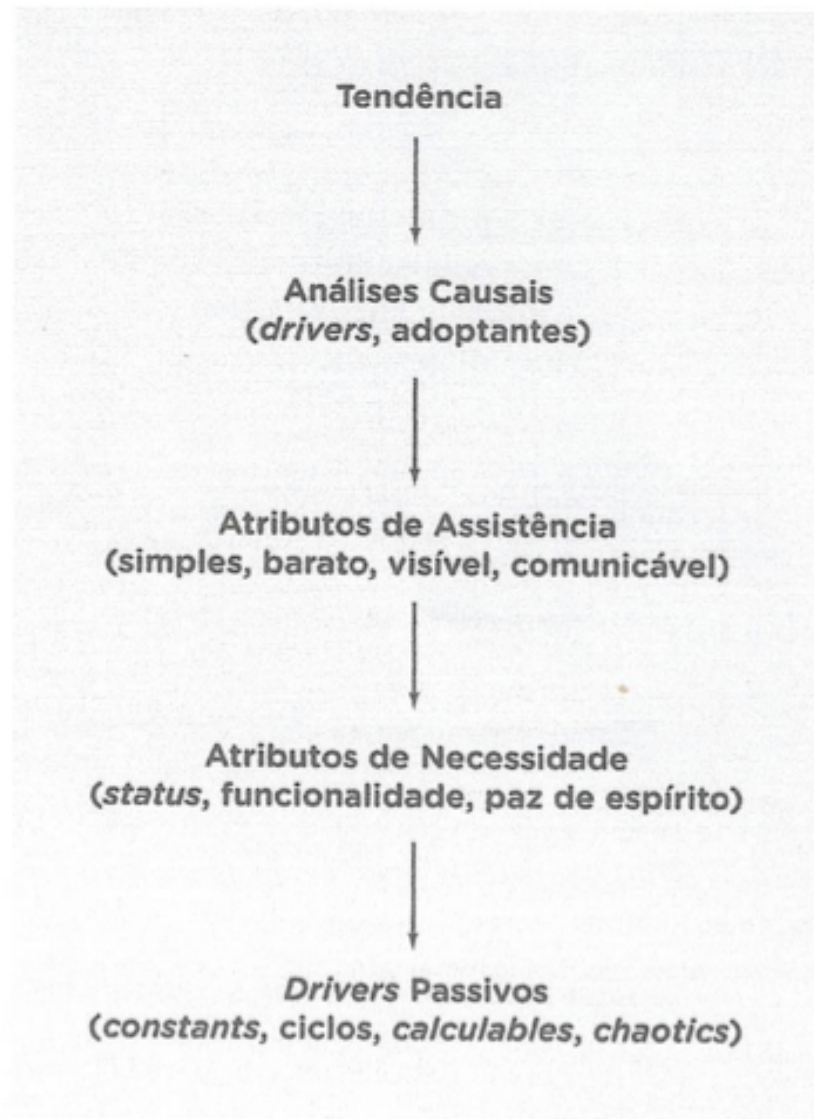 Tendência
Análises Causais
(drivers, adoptantes)
Atributos de Assistência
(simples, barato, visível, comunicável)
Atributos de Necessidade
(status, funcionalidade, paz de espírito)
Drivers Passivos
(constants, ciclos, calculables, chaotics)